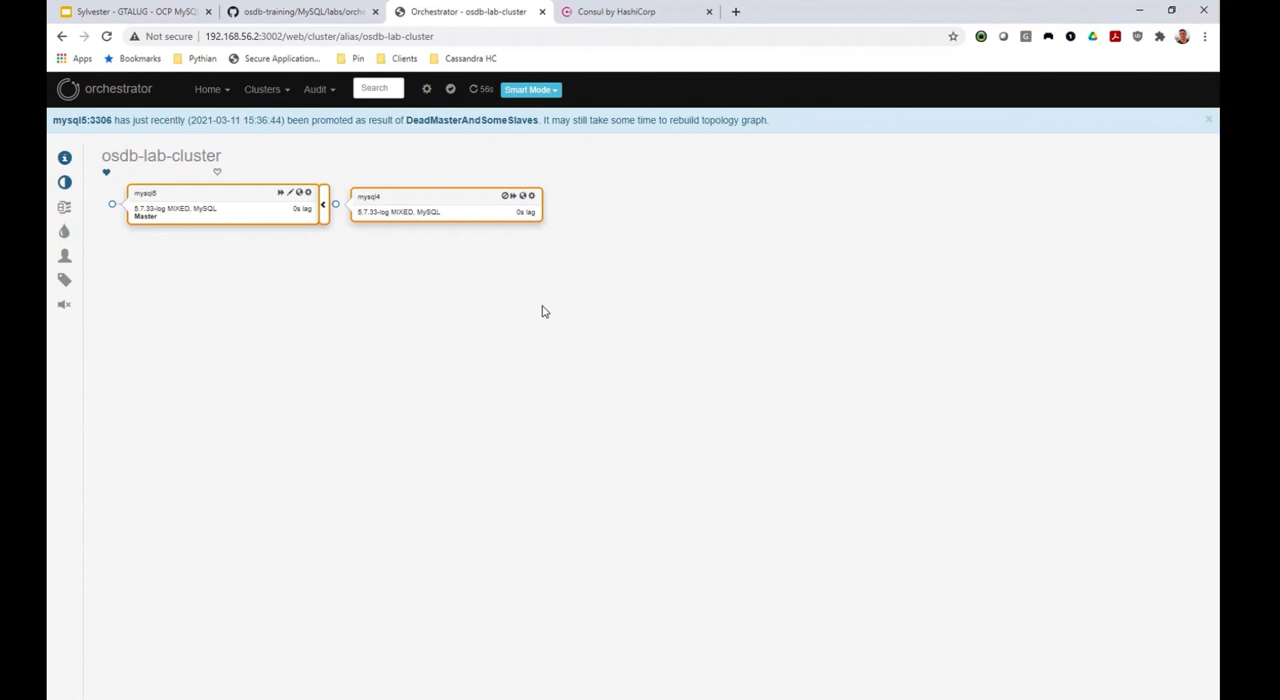 Sylvester - GTALUG - OCP MySQ
osdb-training/MySQL/labs/orche
Orchestrator - osdb-lab-cluster
Consul by HashiCorp
Not secure
192.168.56.2:3002/web/cluster/alias/osdb-lab-cluster
Apps
Bookmarks
Pythian
Secure Application...
Pin
Clients
Cassandra HC
orchestrator
Home
Clusters
Audit
Search
56s
Smart Mode
mysql5:3306 has just recently (2021-03-11 15:36:44) been promoted as result of DeadMasterAndSomeSlaves. It may still take some time to rebuild topology graph.
osdb-lab-cluster
mysql5
5.7.33-log MIXED, MySQL
0s lag
Master
mysql4
5.7.33-log MIXED, MySQL
0s lag